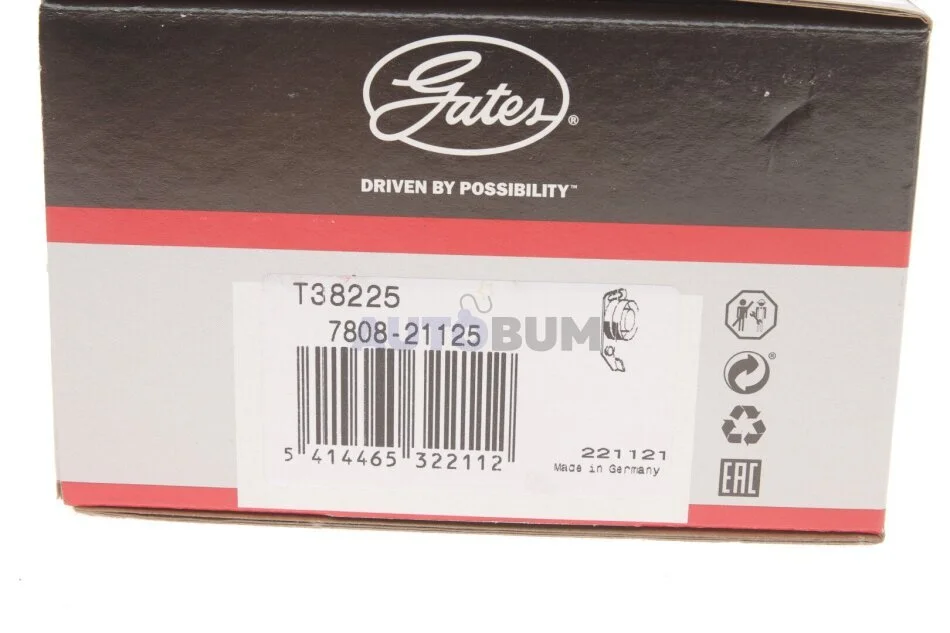 Gates®
DRIVEN BY POSSIBILITY™
T38225
7808-21125
AUTOBUM
5 414465 322112
221121
Made in Germany
®
EAC